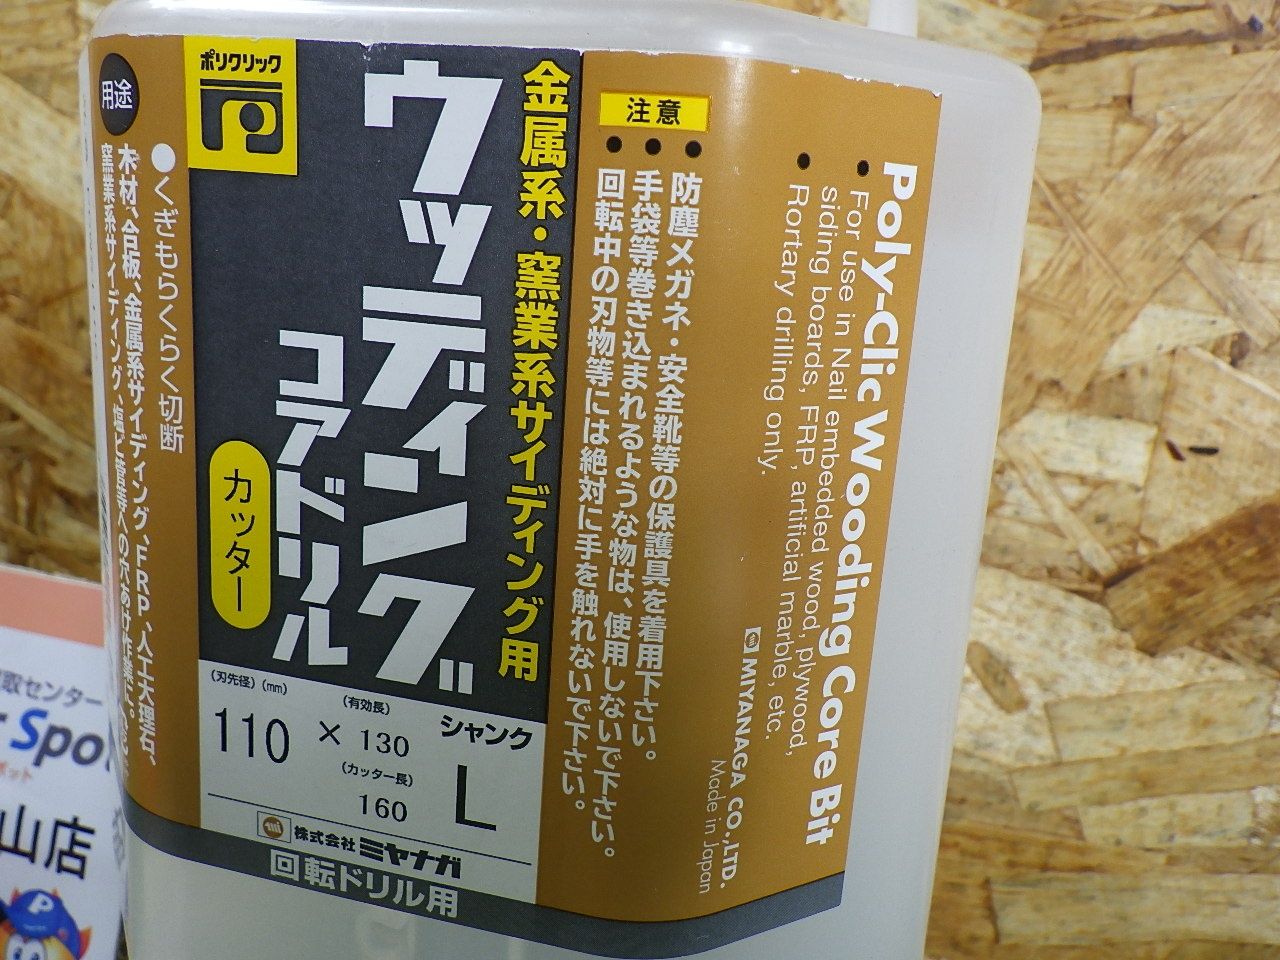 用途
●くぎもらくらく切断
木材、合板、金属系サイディング、FRP、人工大理石、
窯業系サイディング、塩ビ管等への穴あけ作業に。
ポリクリック
金属系・窯業系サイディング用
ウッディング
コアドリル
カッター
(刃先径)(mm)
110
×
(有効長)
130
(カッター長)
160
シャンク
L
株式会社 ミヤナガ
回転ドリル用
注意
●防塵メガネ・安全靴等の保護具を着用下さい。
●手袋等巻き込まれるような物は、使用しないで下さい。
●回転中の刃物等には絶対に手を触れないで下さい。
Poly-Clic Wooding Core Bit
● For use in Nail embedded wood, plywood,
siding boards, FRP, artificial marble, etc.
● Rortary drilling only.
MIYANAGA CO.,LTD.
Made in Japan
取センター
Spo
ポット
山店
P